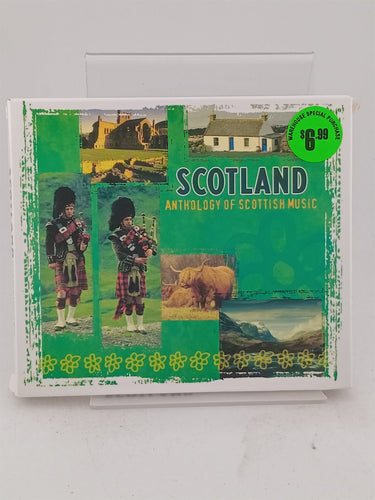 WAREHOUSE SPECIAL PURCHASE
$6.99
SCOTLAND
ANTHOLOGY OF SCOTTISH MUSIC